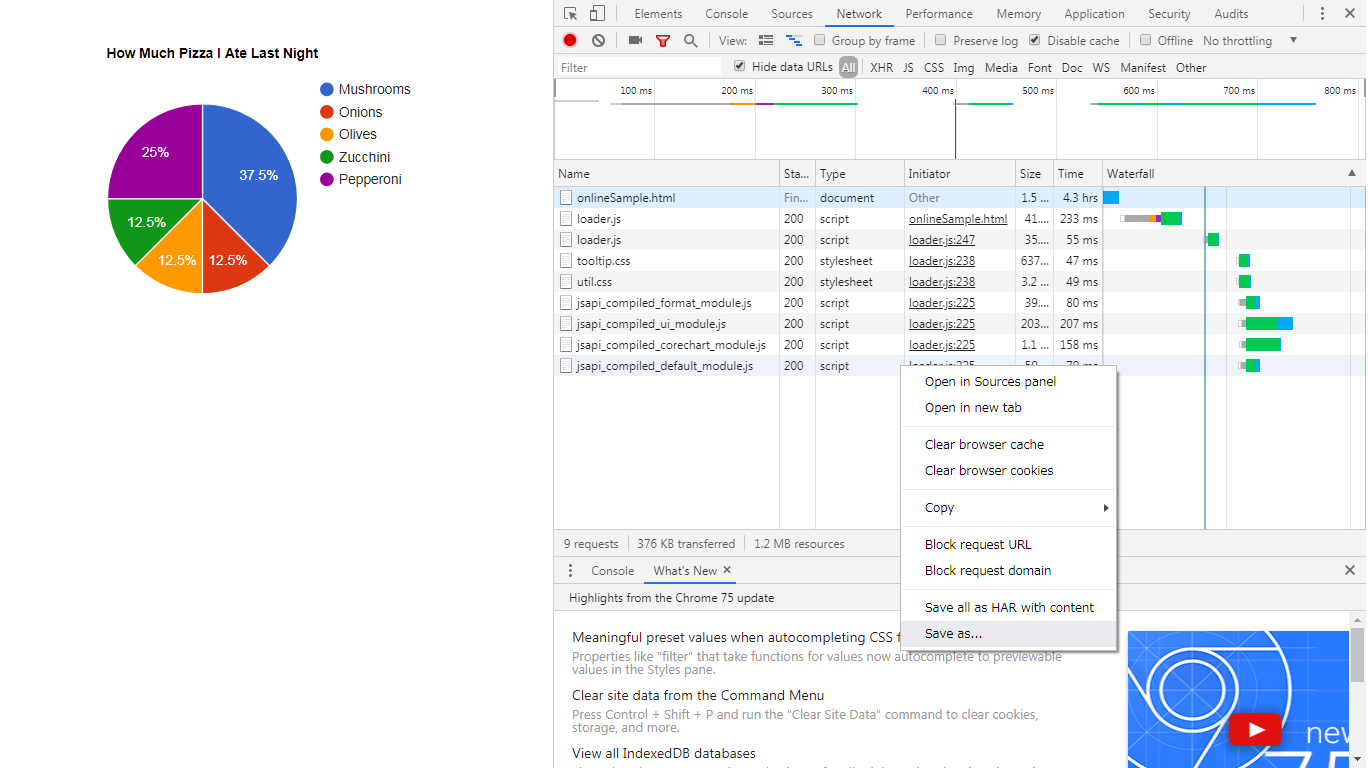 How Much Pizza I Ate Last Night
Mushrooms
Onions
Olives
Zucchini
Pepperoni
25%
37.5%
12.5%
12.5%
12.5%
Elements Console Sources Network Performance Memory Application Security Audits
View: Group by frame Preserve log Disable cache Offline No throttling
Filter Hide data URLs All XHR JS CSS Img Media Font Doc WS Manifest Other
100 ms 200 ms 300 ms 400 ms 500 ms 600 ms 700 ms 800 ms
Name Sta... Type Initiator Size Time Waterfall
onlineSample.html Fin... document Other 1.5 ... 4.3 hrs
loader.js 200 script onlineSample.html 41.... 233 ms
loader.js 200 script loader.js:247 35.... 55 ms
tooltip.css 200 stylesheet loader.js:238 637... 47 ms
util.css 200 stylesheet loader.js:238 3.2 ... 49 ms
jsapi_compiled_format_module.js 200 script loader.js:225 39.... 80 ms
jsapi_compiled_ui_module.js 200 script loader.js:225 203... 207 ms
jsapi_compiled_corechart_module.js 200 script loader.js:225 1.1 ... 158 ms
jsapi_compiled_default_module.js 200 script
Open in Sources panel
Open in new tab
Clear browser cache
Clear browser cookies
Copy
Block request URL
Block request domain
Save all as HAR with content
Save as...
9 requests 376 KB transferred 1.2 MB resources
Console What's New
Highlights from the Chrome 75 update
Meaningful preset values when autocompleting CSS
Properties like "filter" that take functions for values now autocomplete to previewable
values in the Styles pane.
Clear site data from the Command Menu
Press Control + Shift + P and run the "Clear Site Data" command to clear cookies,
storage, and more.
View all IndexedDB databases
new